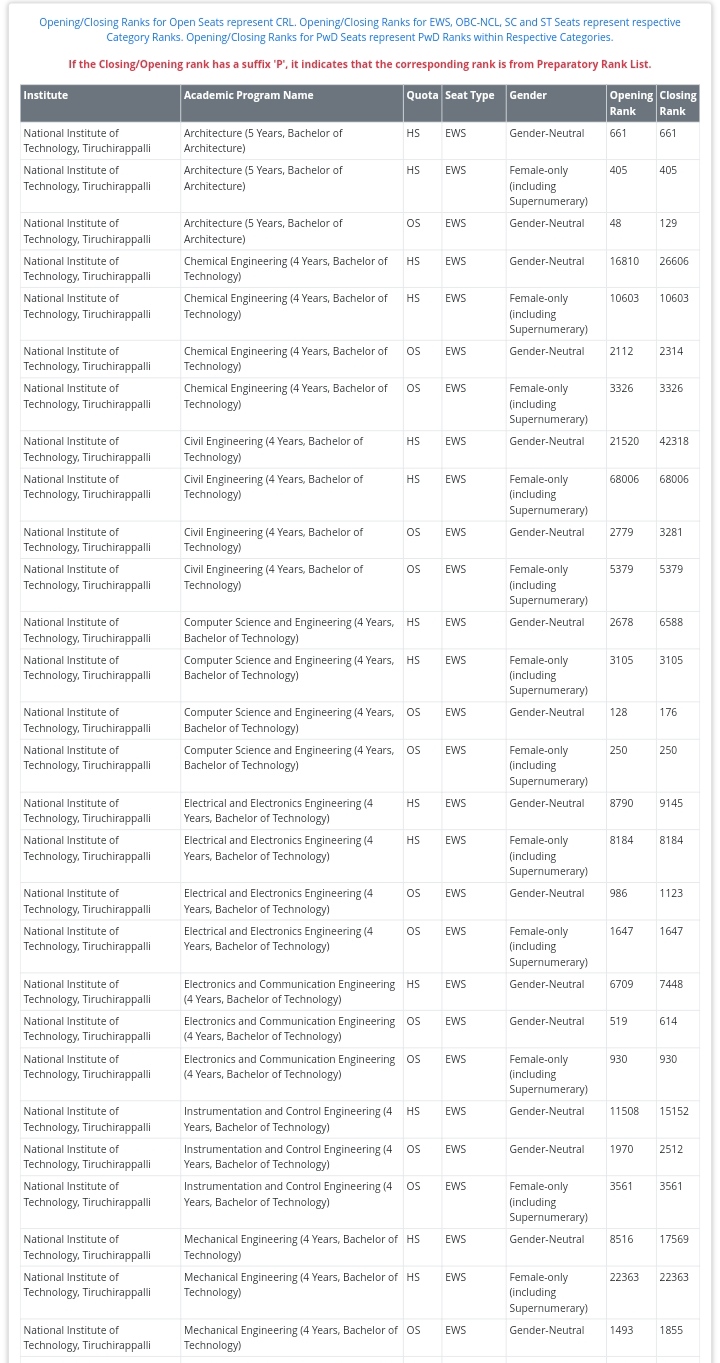 Opening/Closing Ranks for Open Seats represent CRL. Opening/Closing Ranks for EWS, OBC-NCL, SC and ST Seats represent respective
Category Ranks. Opening/Closing Ranks for PwD Seats represent PwD Ranks within Respective Categories.
If the Closing/Opening rank has a suffix 'P', it indicates that the corresponding rank is from Preparatory Rank List.
Institute Academic Program Name Quota Seat Type Gender Opening Closing
Rank Rank
National Institute of Architecture (5 Years, Bachelor of HS EWS Gender-Neutral 661 661
Technology, Tiruchirappalli Architecture)
National Institute of Architecture (5 Years, Bachelor of HS EWS Female-only 405 405
Technology, Tiruchirappalli Architecture) (including
Supernumerary)
National Institute of Architecture (5 Years, Bachelor of OS EWS Gender-Neutral 48 129
Technology, Tiruchirappalli Architecture)
National Institute of Chemical Engineering (4 Years, Bachelor of HS EWS Gender-Neutral 16810 26606
Technology, Tiruchirappalli Technology)
National Institute of Chemical Engineering (4 Years, Bachelor of HS EWS Female-only 10603 10603
Technology, Tiruchirappalli Technology) (including
Supernumerary)
National Institute of Chemical Engineering (4 Years, Bachelor of OS EWS Gender-Neutral 2112 2314
Technology, Tiruchirappalli Technology)
National Institute of Chemical Engineering (4 Years, Bachelor of OS EWS Female-only 3326 3326
Technology, Tiruchirappalli Technology) (including
Supernumerary)
National Institute of Civil Engineering (4 Years, Bachelor of HS EWS Gender-Neutral 21520 42318
Technology, Tiruchirappalli Technology)
National Institute of Civil Engineering (4 Years, Bachelor of HS EWS Female-only 68006 68006
Technology, Tiruchirappalli Technology) (including
Supernumerary)
National Institute of Civil Engineering (4 Years, Bachelor of OS EWS Gender-Neutral 2779 3281
Technology, Tiruchirappalli Technology)
National Institute of Civil Engineering (4 Years, Bachelor of OS EWS Female-only 5379 5379
Technology, Tiruchirappalli Technology) (including
Supernumerary)
National Institute of Computer Science and Engineering (4 Years, HS EWS Gender-Neutral 2678 6588
Technology, Tiruchirappalli Bachelor of Technology)
National Institute of Computer Science and Engineering (4 Years, HS EWS Female-only 3105 3105
Technology, Tiruchirappalli Bachelor of Technology) (including
Supernumerary)
National Institute of Computer Science and Engineering (4 Years, OS EWS Gender-Neutral 128 176
Technology, Tiruchirappalli Bachelor of Technology)
National Institute of Computer Science and Engineering (4 Years, OS EWS Female-only 250 250
Technology, Tiruchirappalli Bachelor of Technology) (including
Supernumerary)
National Institute of Electrical and Electronics Engineering (4 HS EWS Gender-Neutral 8790 9145
Technology, Tiruchirappalli Years, Bachelor of Technology)
National Institute of Electrical and Electronics Engineering (4 HS EWS Female-only 8184 8184
Technology, Tiruchirappalli Years, Bachelor of Technology) (including
Supernumerary)
National Institute of Electrical and Electronics Engineering (4 OS EWS Gender-Neutral 986 1123
Technology, Tiruchirappalli Years, Bachelor of Technology)
National Institute of Electrical and Electronics Engineering (4 OS EWS Female-only 1647 1647
Technology, Tiruchirappalli Years, Bachelor of Technology) (including
Supernumerary)
National Institute of Electronics and Communication Engineering HS EWS Gender-Neutral 6709 7448
Technology, Tiruchirappalli (4 Years, Bachelor of Technology)
National Institute of Electronics and Communication Engineering OS EWS Gender-Neutral 519 614
Technology, Tiruchirappalli (4 Years, Bachelor of Technology)
National Institute of Electronics and Communication Engineering OS EWS Female-only 930 930
Technology, Tiruchirappalli (4 Years, Bachelor of Technology) (including
Supernumerary)
National Institute of Instrumentation and Control Engineering (4 HS EWS Gender-Neutral 11508 15152
Technology, Tiruchirappalli Years, Bachelor of Technology)
National Institute of Instrumentation and Control Engineering (4 OS EWS Gender-Neutral 1970 2512
Technology, Tiruchirappalli Years, Bachelor of Technology)
National Institute of Instrumentation and Control Engineering (4 OS EWS Female-only 3561 3561
Technology, Tiruchirappalli Years, Bachelor of Technology) (including
Supernumerary)
National Institute of Mechanical Engineering (4 Years, Bachelor of HS EWS Gender-Neutral 8516 17569
Technology, Tiruchirappalli Technology)
National Institute of Mechanical Engineering (4 Years, Bachelor of HS EWS Female-only 22363 22363
Technology, Tiruchirappalli Technology) (including
Supernumerary)
National Institute of Mechanical Engineering (4 Years, Bachelor of OS EWS Gender-Neutral 1493 1855
Technology, Tiruchirappalli Technology)